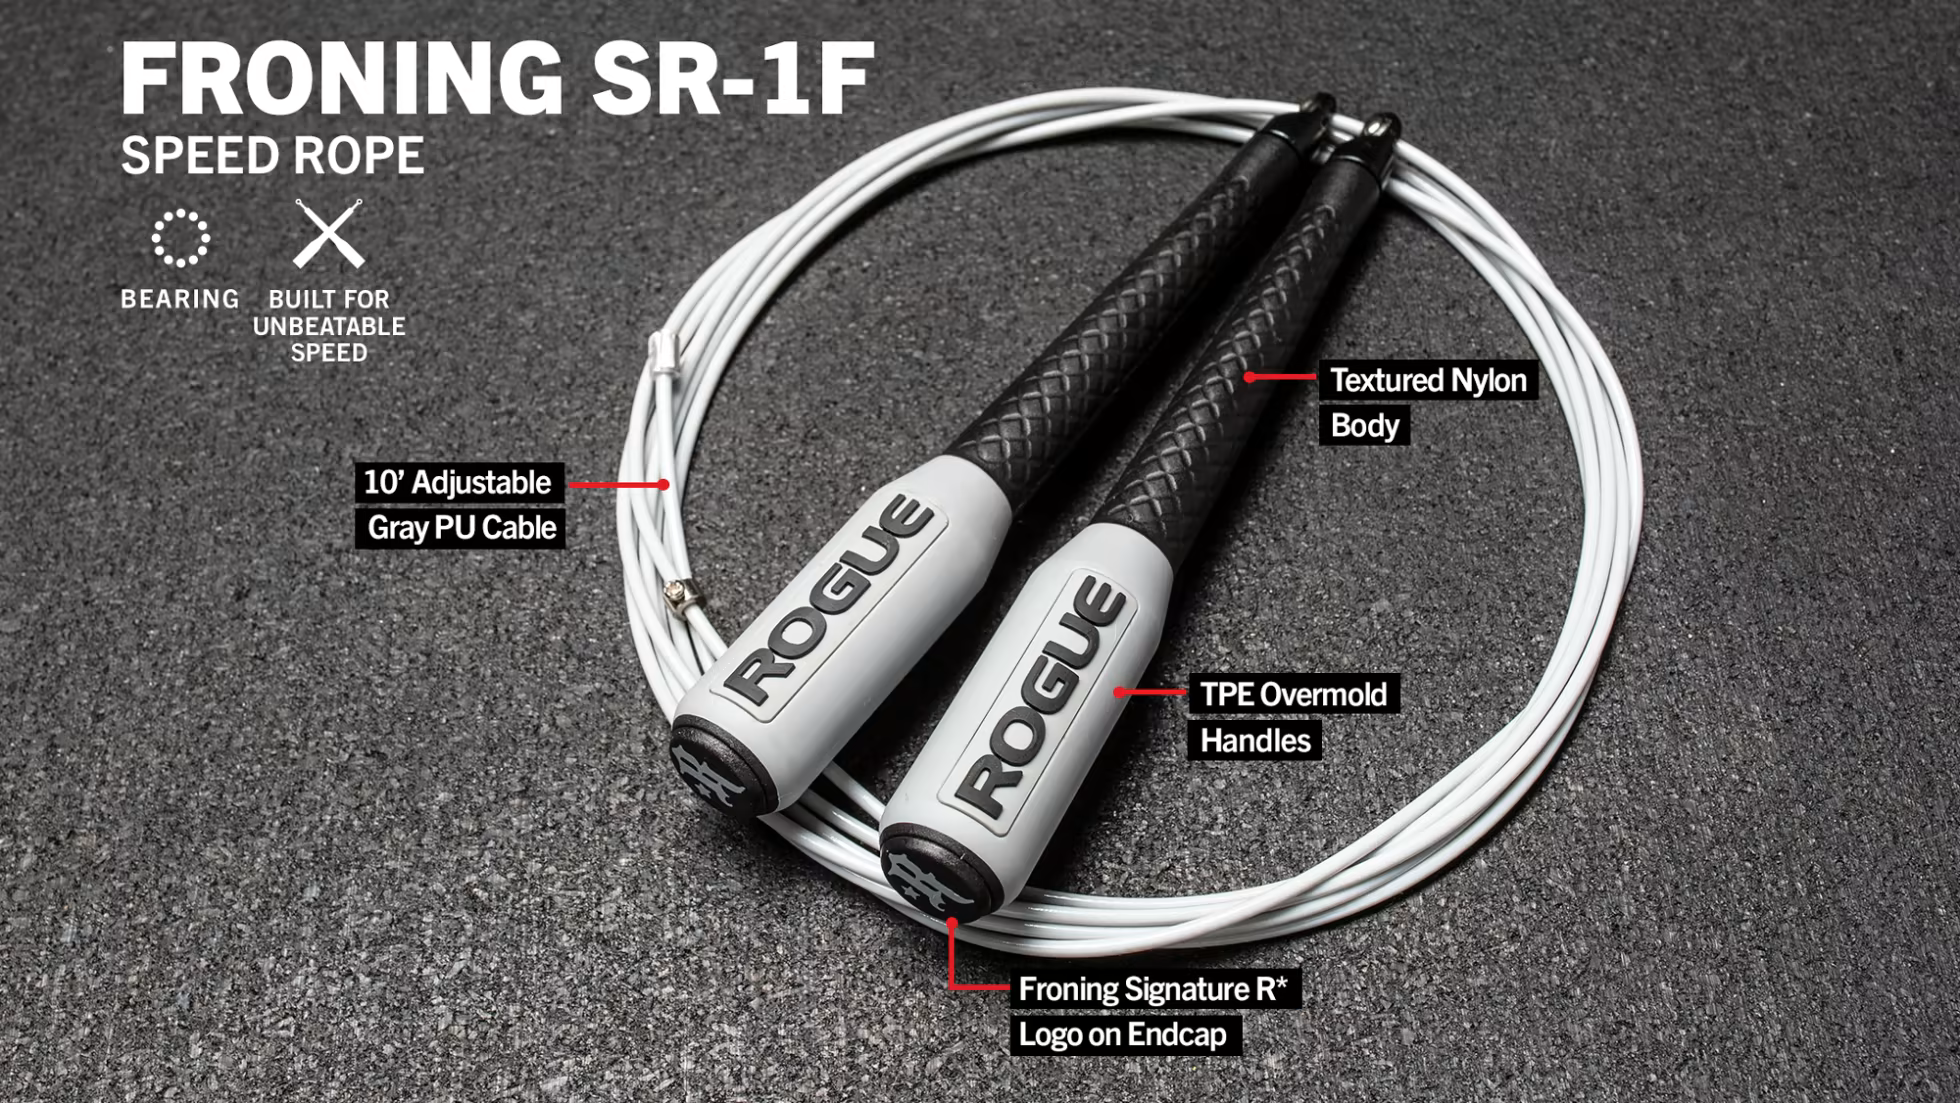 FRONING SR-1F
SPEED ROPE
BEARING
BUILT FOR
UNBEATABLE
SPEED
Textured Nylon
Body
10’ Adjustable
Gray PU Cable
ROGUE
ROGUE
TPE Overmold
Handles
Froning Signature R*
Logo on Endcap